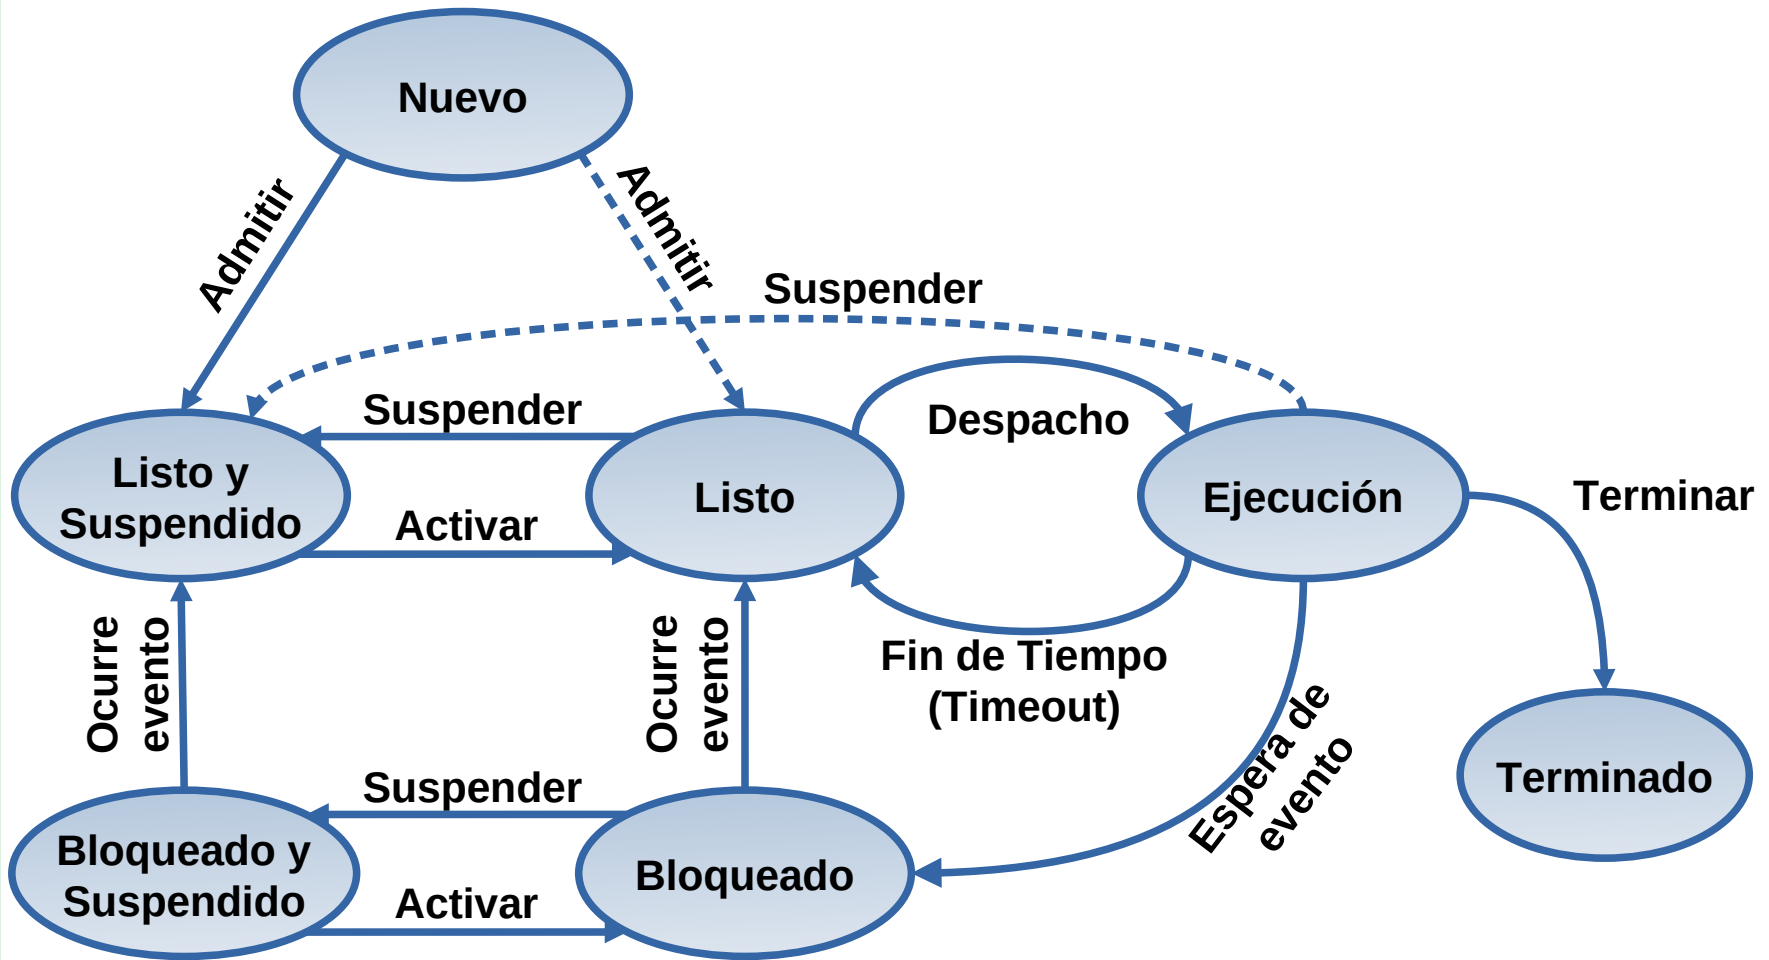 Nuevo
Admitir
Admitir
Suspender
Suspender
Despacho
Listo y
Suspendido
Listo
Ejecución
Terminar
Activar
Ocurre
evento
Ocurre
evento
Fin de Tiempo
(Timeout)
Espera de
evento
Terminado
Suspender
Bloqueado y
Suspendido
Bloqueado
Activar